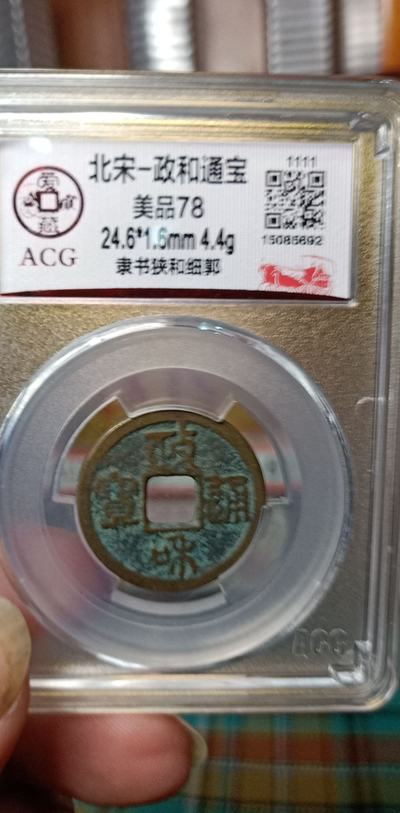 北宋-政和通宝
1111
美品78
24.6*1.6mm 4.4g
15085692
隶书狭和细郭
ACG
政
寳 通
和
ACG